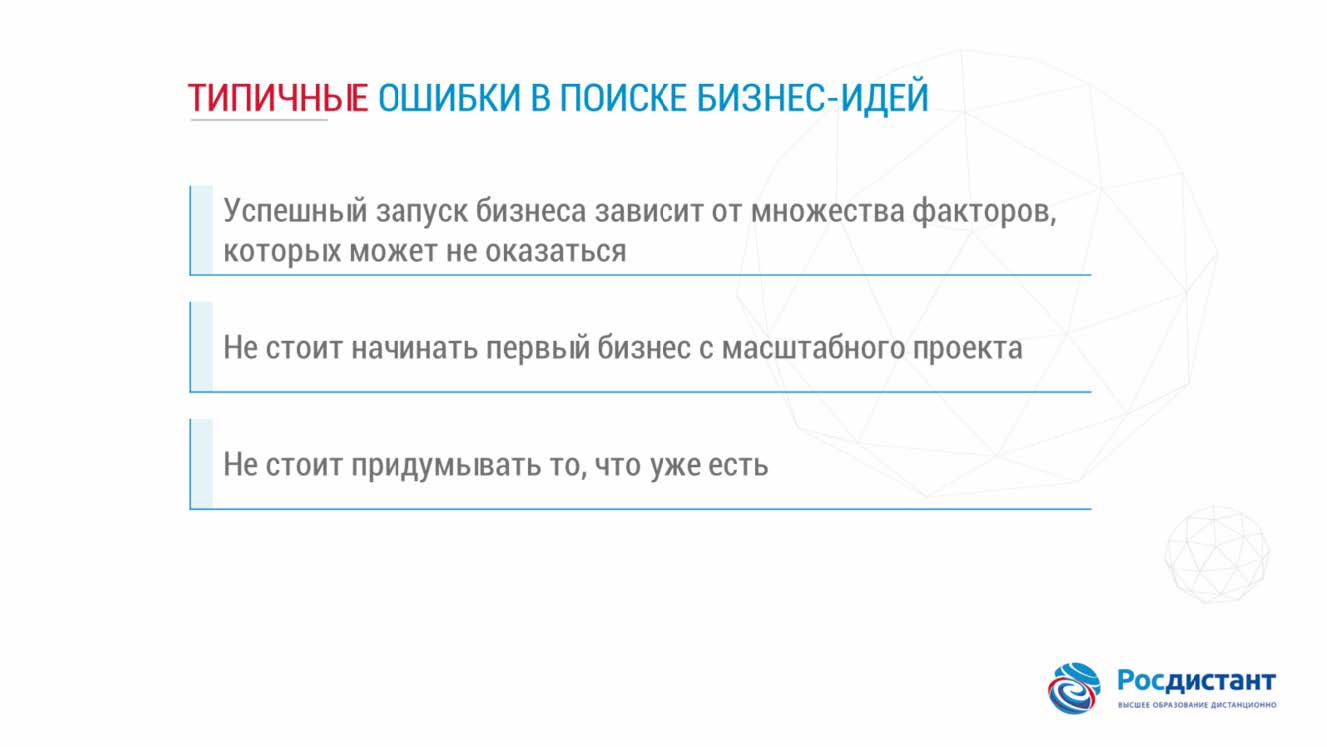 ТИПИЧНЫЕ ОШИБКИ В ПОИСКЕ БИЗНЕС-ИДЕЙ
Успешный запуск бизнеса зависит от множества факторов,
которых может не оказаться
Не стоит начинать первый бизнес с масштабного проекта
Не стоит придумывать то, что уже есть
Росдистант
ВЫСШЕЕ ОБРАЗОВАНИЕ ДИСТАНЦИОННО